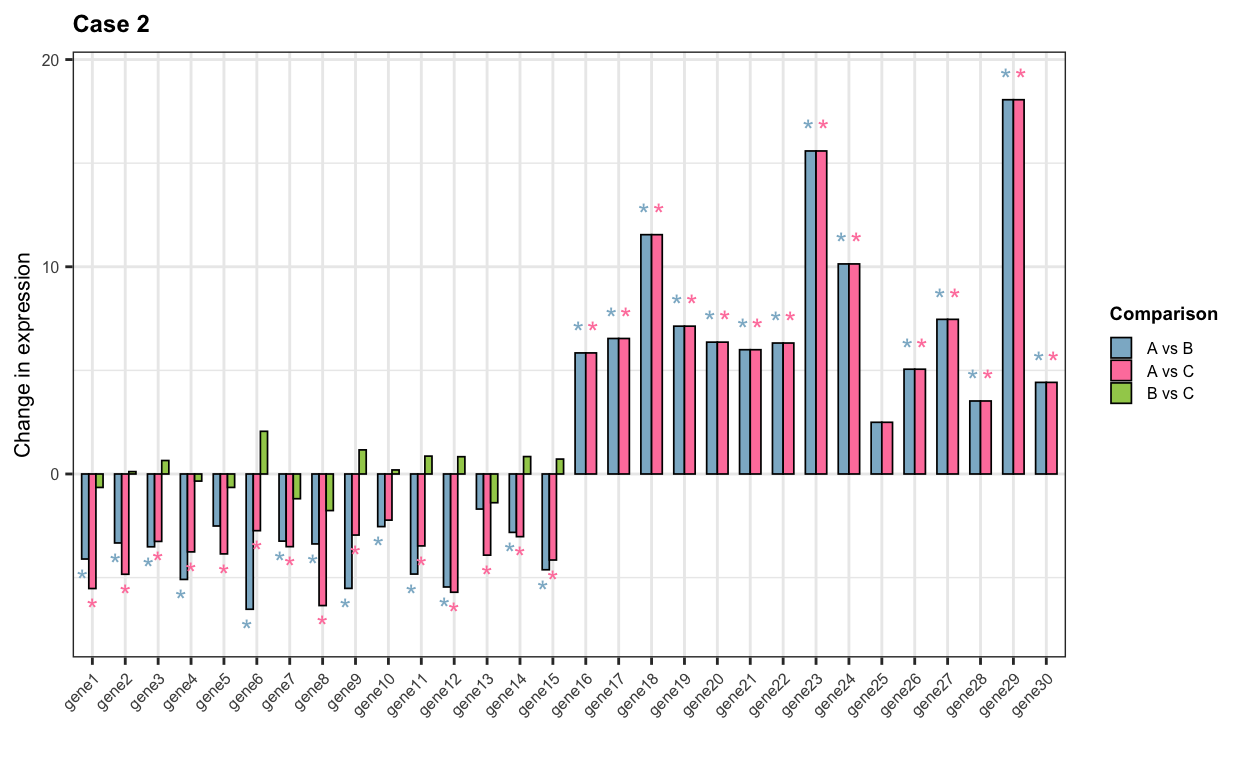 Case 2
Change in expression
20
10
0
* * * * * * * * * * * * * * * * * * * * * * * * * * * * * * * * * * * * * * * * * * * * * * * * * * * * *
gene1 gene2 gene3 gene4 gene5 gene6 gene7 gene8 gene9 gene10 gene11 gene12 gene13 gene14 gene15 gene16 gene17 gene18 gene19 gene20 gene21 gene22 gene23 gene24 gene25 gene26 gene27 gene28 gene29 gene30
Comparison
A vs B
A vs C
B vs C